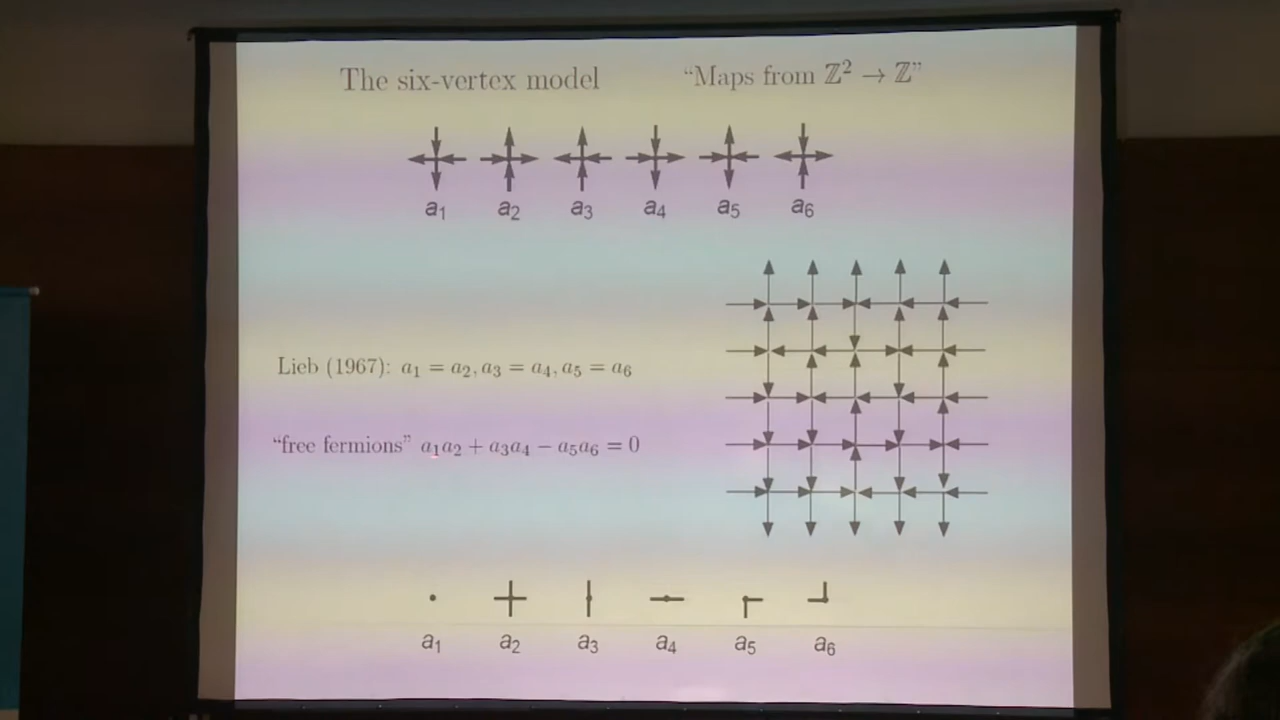 The six-vertex model “Maps from ℤ² → ℤ”
a₁ a₂ a₃ a₄ a₅ a₆
Lieb (1967): a₁ = a₂, a₃ = a₄, a₅ = a₆
“free fermions” a₁a₂ + a₃a₄ − a₅a₆ = 0
a₁ a₂ a₃ a₄ a₅ a₆